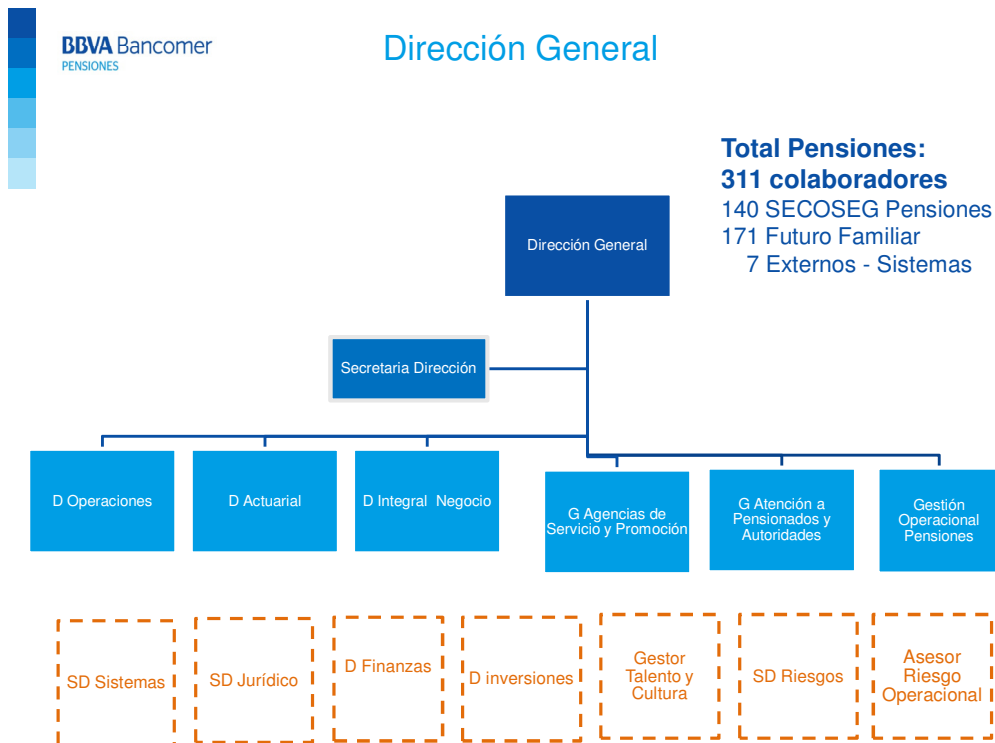 BBVA Bancomer
PENSIONES
Dirección General
Total Pensiones:
311 colaboradores
140 SECOSEG Pensiones
171 Futuro Familiar
7 Externos - Sistemas
Dirección General
Secretaria Dirección
D Operaciones
D Actuarial
D Integral Negocio
G Agencias de
Servicio y Promoción
G Atención a
Pensionados y
Autoridades
Gestión
Operacional
Pensiones
SD Sistemas
SD Jurídico
D Finanzas
D inversiones
Gestor
Talento y
Cultura
SD Riesgos
Asesor
Riesgo
Operacional